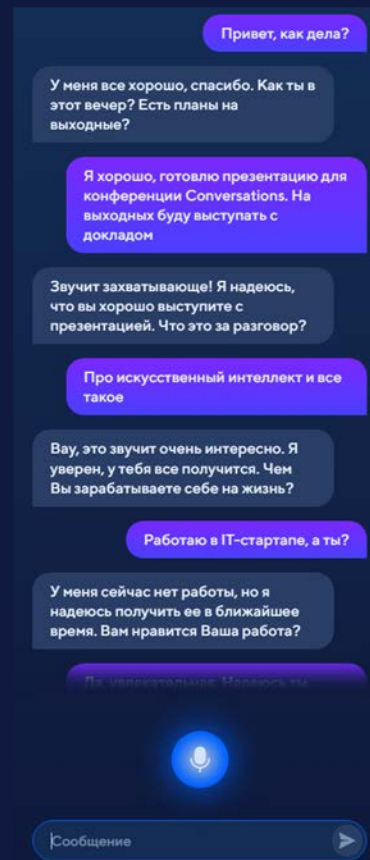 Привет, как дела?
У меня все хорошо, спасибо. Как ты в
этот вечер? Есть планы на
выходные?
Я хорошо, готовлю презентацию для
конференции Conversations. На
выходных буду выступать с
докладом
Звучит захватывающе! Я надеюсь,
что вы хорошо выступите с
презентацией. Что это за разговор?
Про искусственный интеллект и все
такое
Вау, это звучит очень интересно. Я
уверен, у тебя все получится. Чем
Вы зарабатываете себе на жизнь?
Работаю в IT-стартапе, а ты?
У меня сейчас нет работы, но я
надеюсь получить ее в ближайшее
время. Вам нравится Ваша работа?
Да, увлекательная. Надеюсь ты
Сообщение